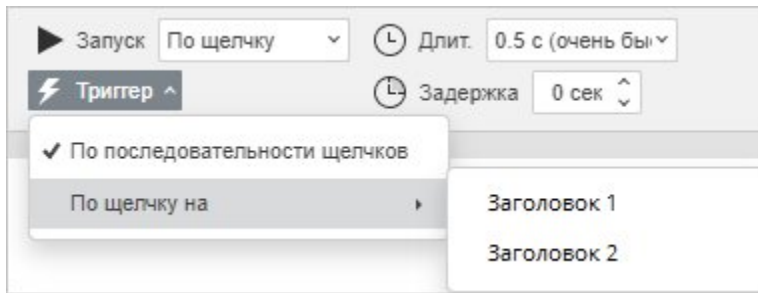 Запуск По щелчку Длит. 0.5 с (очень бы
Триггер Задержка 0 сек
По последовательности щелчков
По щелчку на Заголовок 1
Заголовок 2